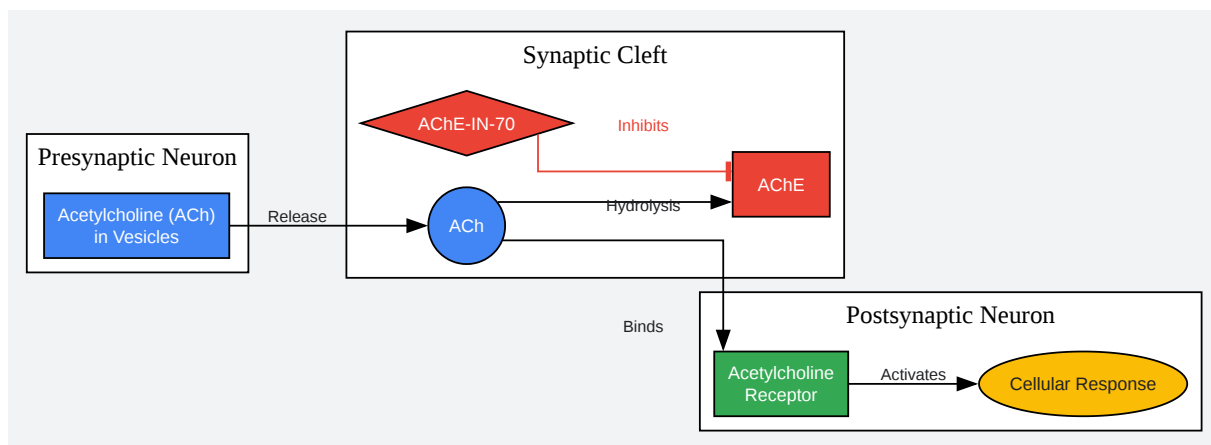 Synaptic Cleft
AChE-IN-70
Inhibits
Presynaptic Neuron
AChE
Acetylcholine (ACh)
in Vesicles
Release
ACh
Hydrolysis
Postsynaptic Neuron
Binds
Acetylcholine
Receptor
Activates
Cellular Response